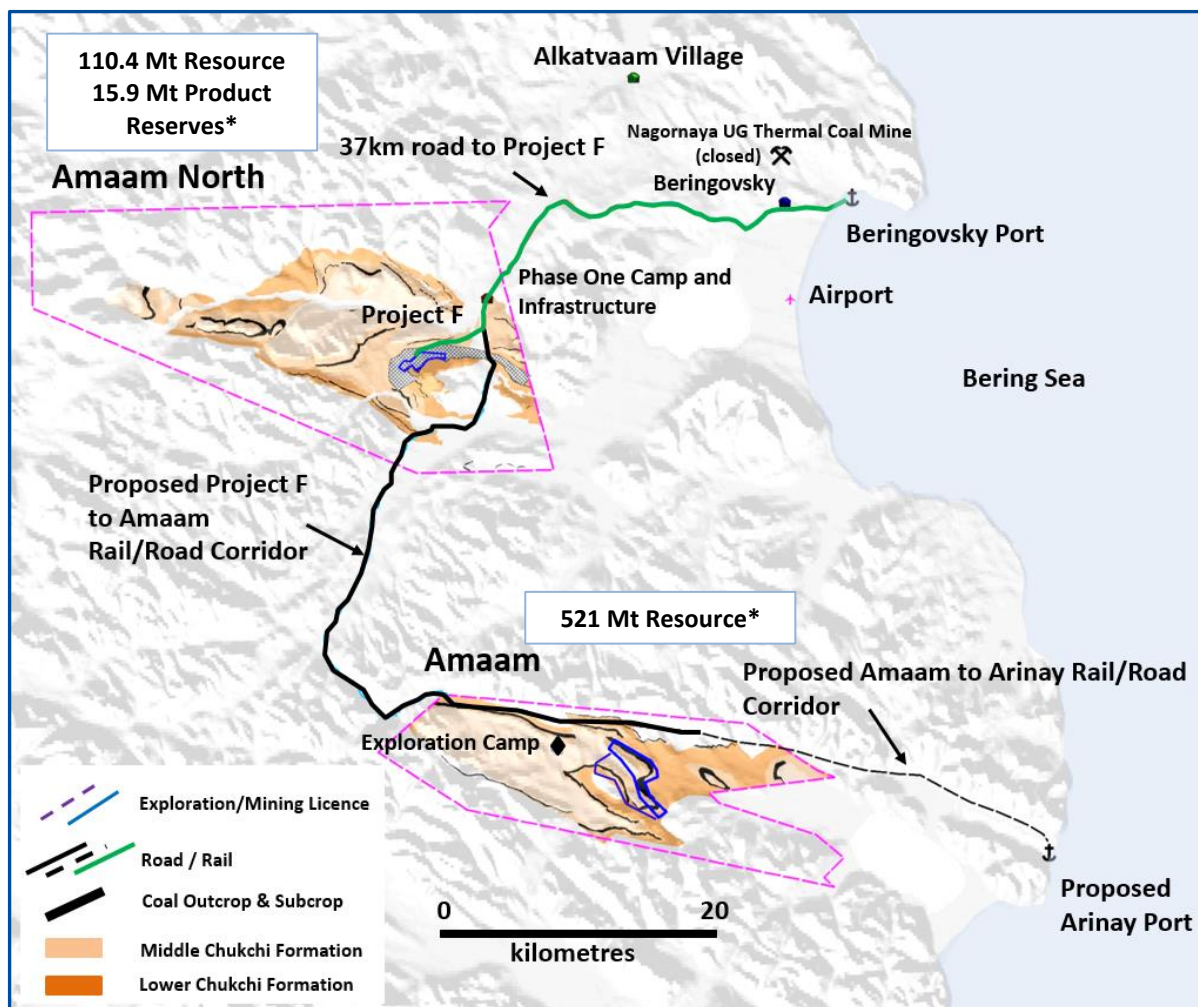 110.4 Mt Resource
15.9 Mt Product
Reserves*
Alkatvaam Village
Nagornaya UG Thermal Coal Mine
(closed)
37km road to Project F
Amaam North
Beringovsky
Beringovsky Port
Phase One Camp and
Infrastructure
Airport
Project F
Bering Sea
Proposed Project F
to Amaam
Rail/Road Corridor
521 Mt Resource*
Amaam
Proposed Amaam to Arinay Rail/Road
Corridor
Exploration Camp
Exploration/Mining Licence
Road / Rail
Coal Outcrop & Subcrop
Middle Chukchi Formation
Lower Chukchi Formation
0 20
kilometres
Proposed
Arinay Port